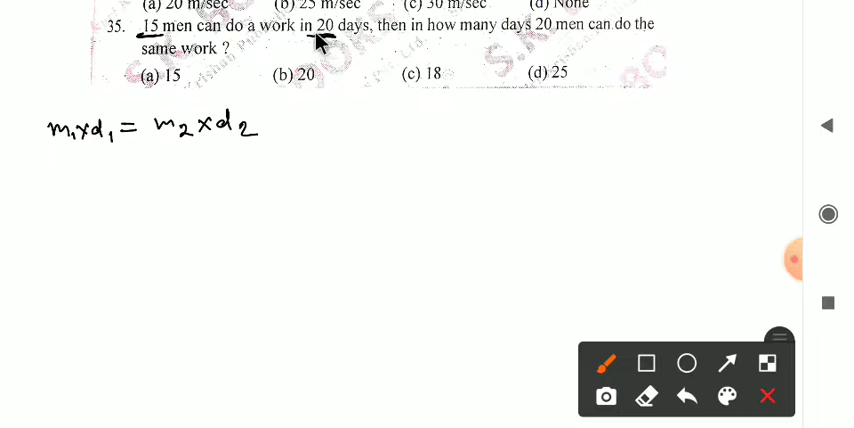 (a) 20 m/sec (b) 25 m/sec (c) 30 m/sec (d) None
35. 15 men can do a work in 20 days, then in how many days 20 men can do the
same work ?
(a) 15 (b) 20 (c) 18 (d) 25
m₁xd₁ = m₂xd₂